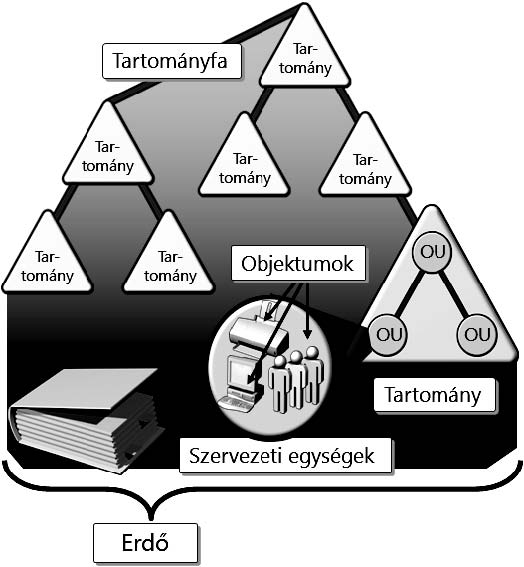 Tar-
tomány
Tartományfa
Tar-
tomány
Tar-
tomány
Tar-
tomány
Tar-
tomány
Tar-
tomány
OU
OU
OU
Objektumok
Tartomány
Szervezeti egységek
Erdő